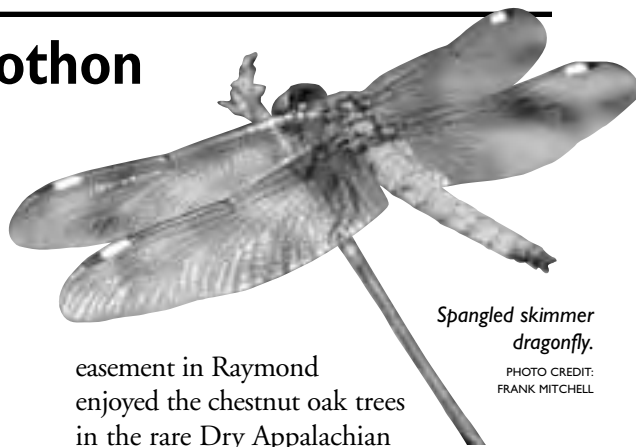 othon
Spangled skimmer
dragonfly.
PHOTO CREDIT:
FRANK MITCHELL
easement in Raymond
enjoyed the chestnut oak trees
in the rare Dry Appalachian